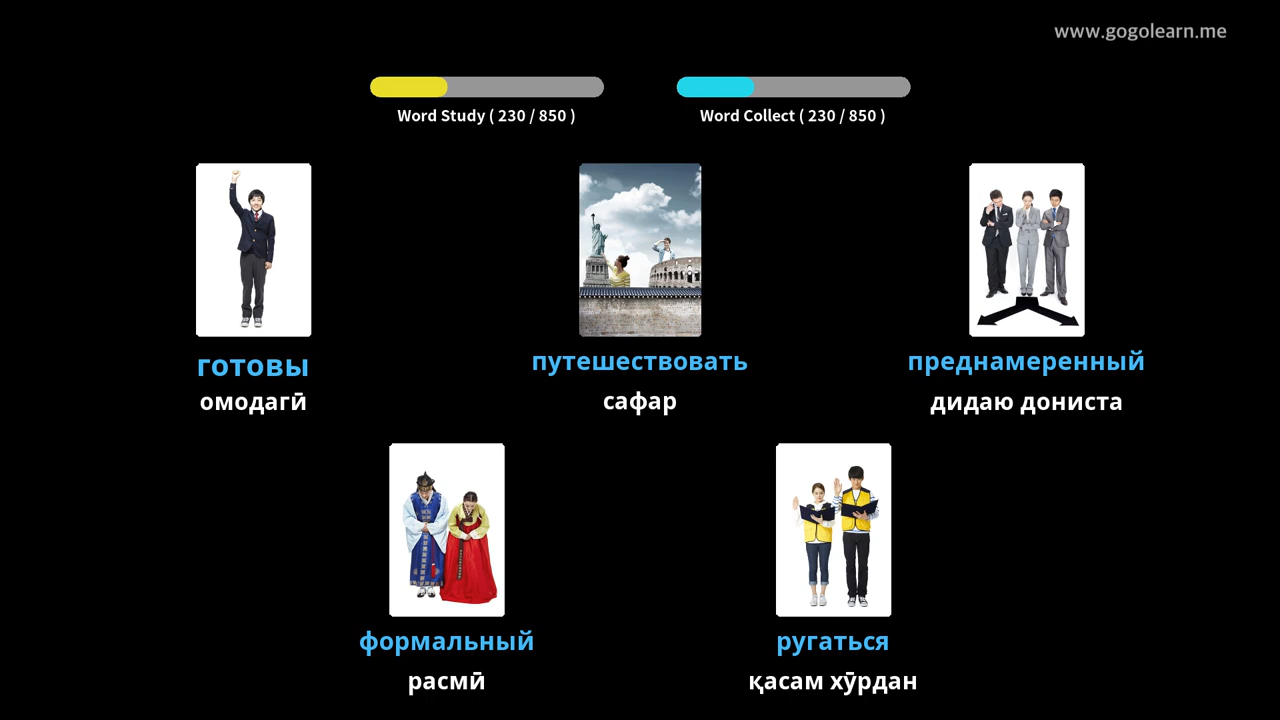 www.gogolearn.me
Word Study ( 230 / 850 )
Word Collect ( 230 / 850 )
готовы
омодагӣ
путешествовать
сафар
преднамеренный
дидаю дониста
формальный
расмӣ
ругаться
қасам хӯрдан